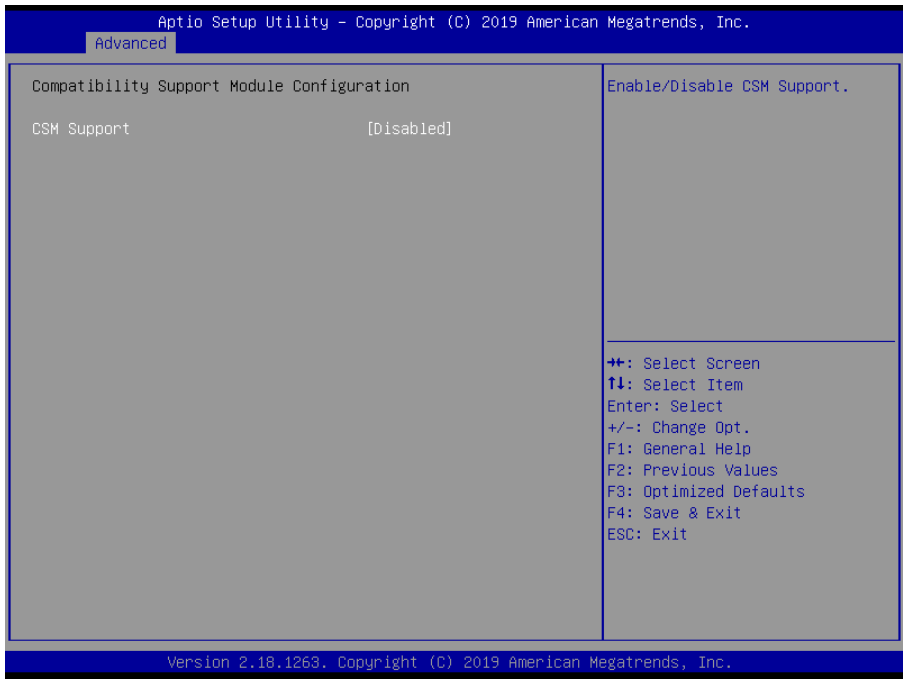 Aptio Setup Utility – Copyright (C) 2019 American Megatrends, Inc.
Advanced
Compatibility Support Module Configuration
CSM Support [Disabled]
Enable/Disable CSM Support.
→←: Select Screen
↑↓: Select Item
Enter: Select
+/-: Change Opt.
F1: General Help
F2: Previous Values
F3: Optimized Defaults
F4: Save & Exit
ESC: Exit
Version 2.18.1263. Copyright (C) 2019 American Megatrends, Inc.